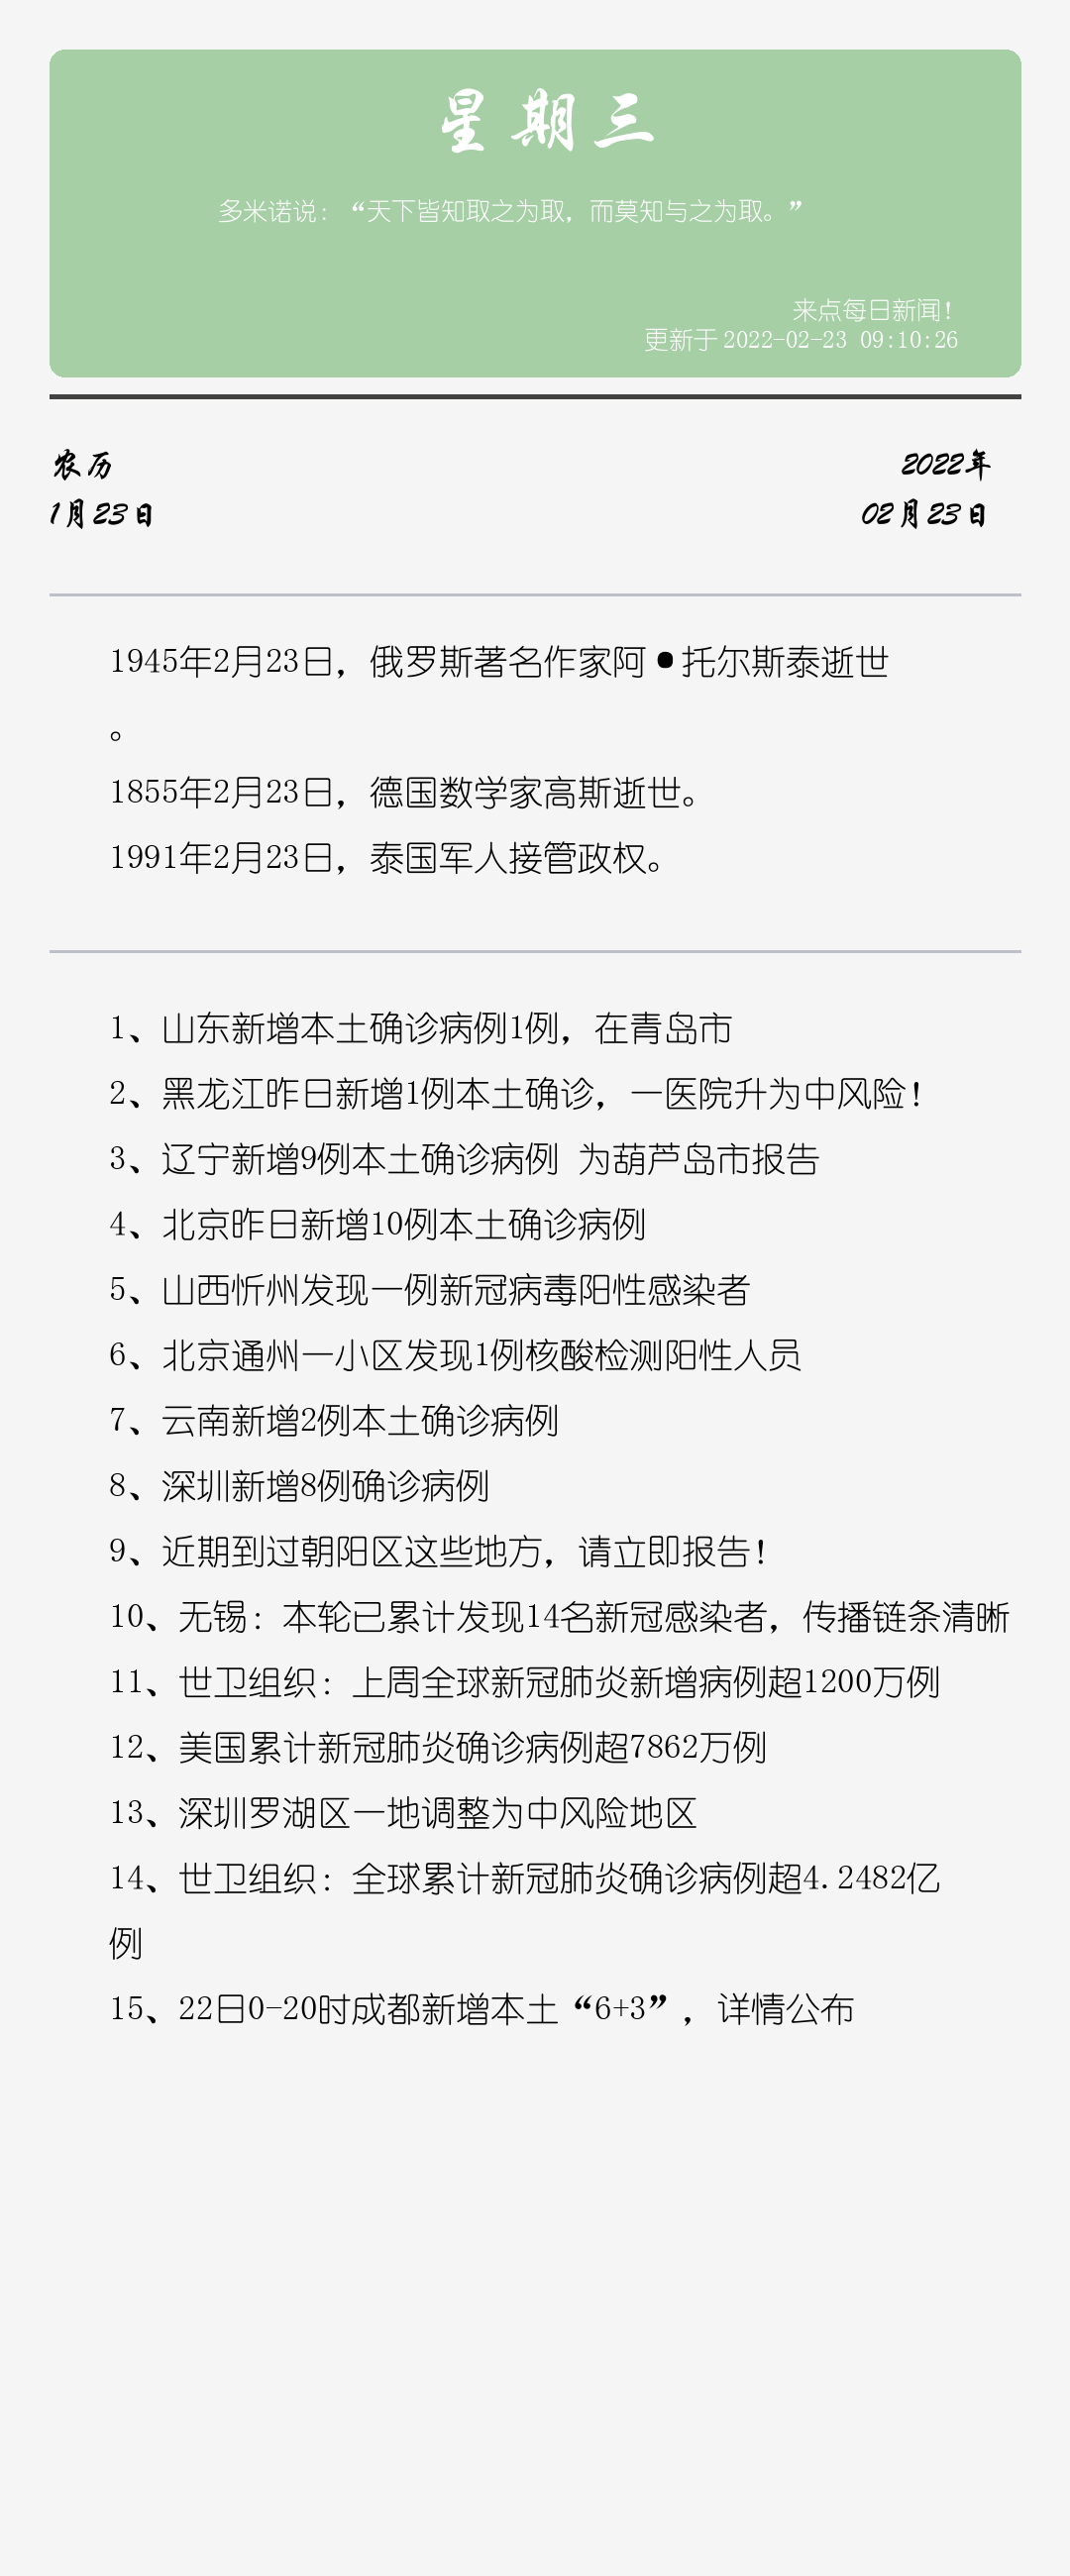 星期三
多米诺说：“天下皆知取之为取，而莫知与之为取。”
来点每日新闻！
更新于 2022-02-23 09:10:26
农历
2022年
1月23日
02月23日
1945年2月23日，俄罗斯著名作家阿•托尔斯泰逝世
。
1855年2月23日，德国数学家高斯逝世。
1991年2月23日，泰国军人接管政权。
1、山东新增本土确诊病例1例，在青岛市
2、黑龙江昨日新增1例本土确诊，一医院升为中风险！
3、辽宁新增9例本土确诊病例 为葫芦岛市报告
4、北京昨日新增10例本土确诊病例
5、山西忻州发现一例新冠病毒阳性感染者
6、北京通州一小区发现1例核酸检测阳性人员
7、云南新增2例本土确诊病例
8、深圳新增8例确诊病例
9、近期到过朝阳区这些地方，请立即报告！
10、无锡：本轮已累计发现14名新冠感染者，传播链条清晰
11、世卫组织：上周全球新冠肺炎新增病例超1200万例
12、美国累计新冠肺炎确诊病例超7862万例
13、深圳罗湖区一地调整为中风险地区
14、世卫组织：全球累计新冠肺炎确诊病例超4.2482亿
例
15、22日0-20时成都新增本土“6+3”，详情公布